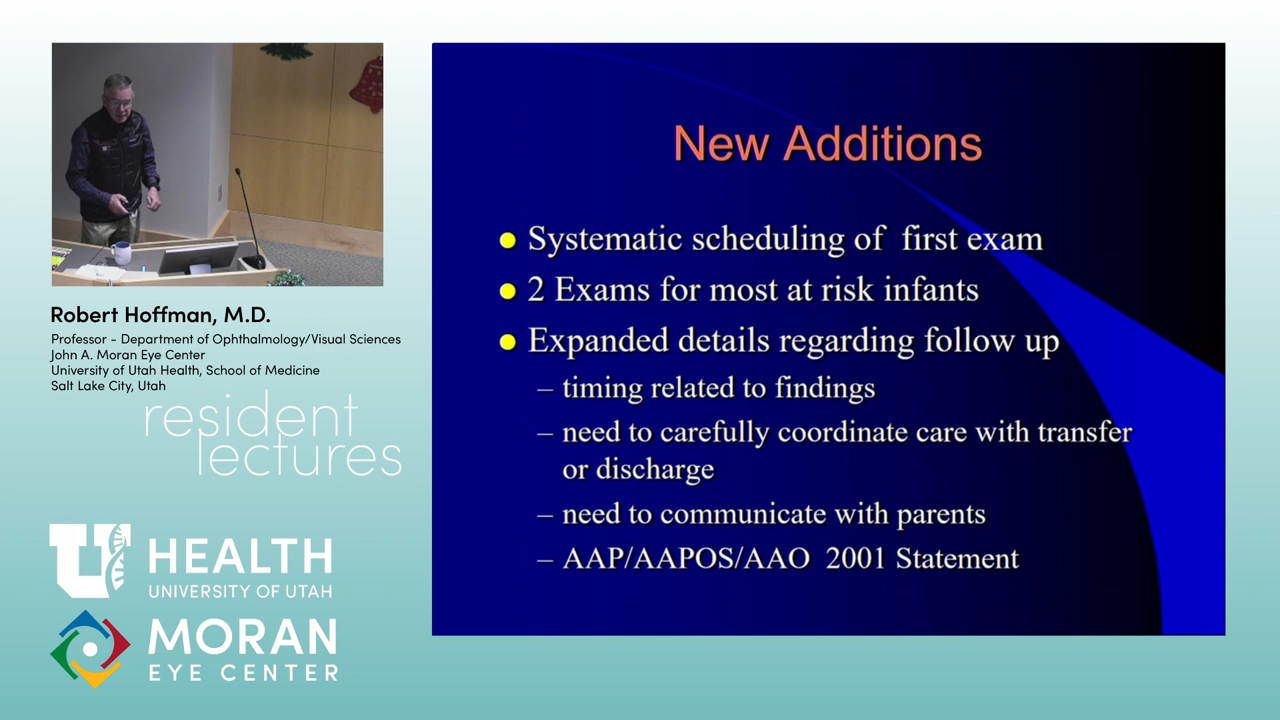 Robert Hoffman, M.D.
Professor - Department of Ophthalmology/Visual Sciences
John A. Moran Eye Center
University of Utah Health, School of Medicine
Salt Lake City, Utah
resident
lectures
U HEALTH
UNIVERSITY OF UTAH
MORAN
EYE CENTER
New Additions
Systematic scheduling of first exam
2 Exams for most at risk infants
Expanded details regarding follow up
– timing related to findings
– need to carefully coordinate care with transfer
or discharge
– need to communicate with parents
– AAP/AAPOS/AAO 2001 Statement